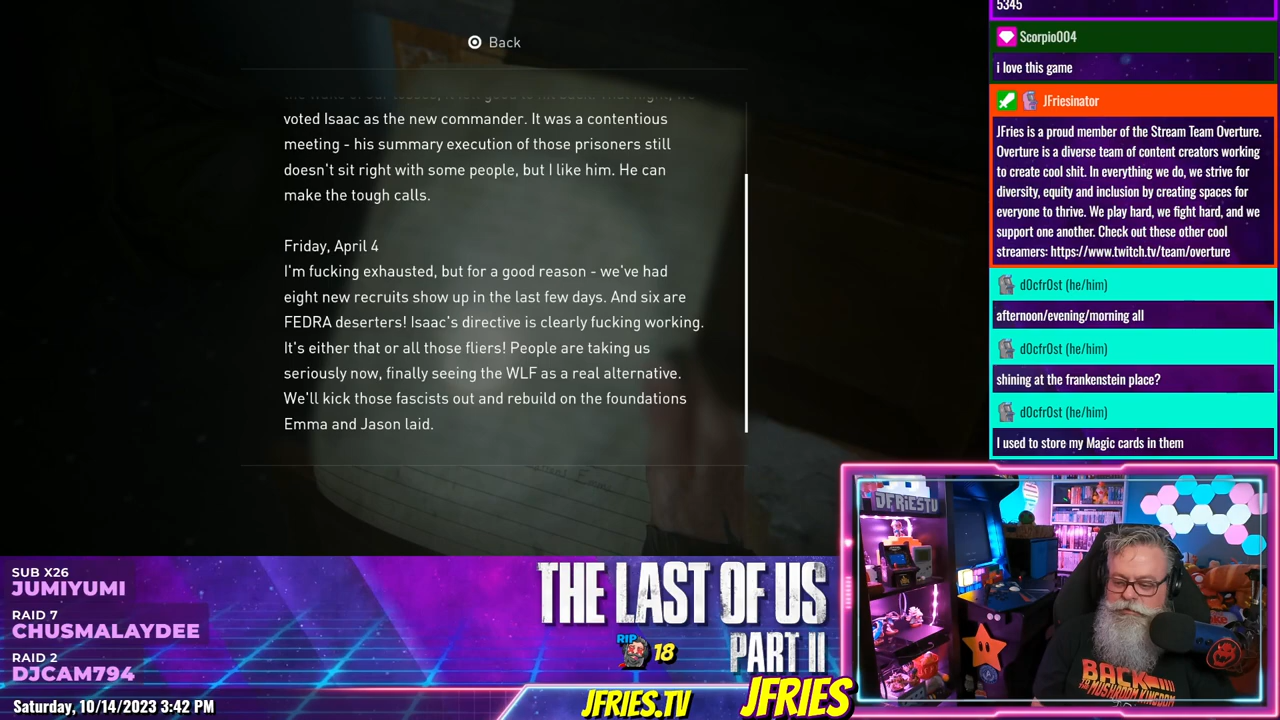 Back
voted Isaac as the new commander. It was a contentious
meeting - his summary execution of those prisoners still
doesn't sit right with some people, but I like him. He can
make the tough calls.
Friday, April 4
I'm fucking exhausted, but for a good reason - we've had
eight new recruits show up in the last few days. And six are
FEDRA deserters! Isaac's directive is clearly fucking working.
It's either that or all those fliers! People are taking us
seriously now, finally seeing the WLF as a real alternative.
We'll kick those fascists out and rebuild on the foundations
Emma and Jason laid.
5345
Scorpio004
i love this game
JFriesinator
JFries is a proud member of the Stream Team Overture.
Overture is a diverse team of content creators working
to create cool shit. In everything we do, we strive for
diversity, equity and inclusion by creating spaces for
everyone to thrive. We play hard, we fight hard, and we
support one another. Check out these other cool
streamers: https://www.twitch.tv/team/overture
d0cfr0st (he/him)
afternoon/evening/morning all
d0cfr0st (he/him)
shining at the frankenstein place?
d0cfr0st (he/him)
I used to store my Magic cards in them
JFRIESTV
BACK
THE MUSHROOM KINGDOM
SUB X26
JUMIYUMI
RAID 7
CHUSMALAYDEE
RAID 2
DJCAM794
THE LAST OF US
PART II
RIP
18
Saturday, 10/14/2023 3:42 PM
JFRIES.TV
JFRIES